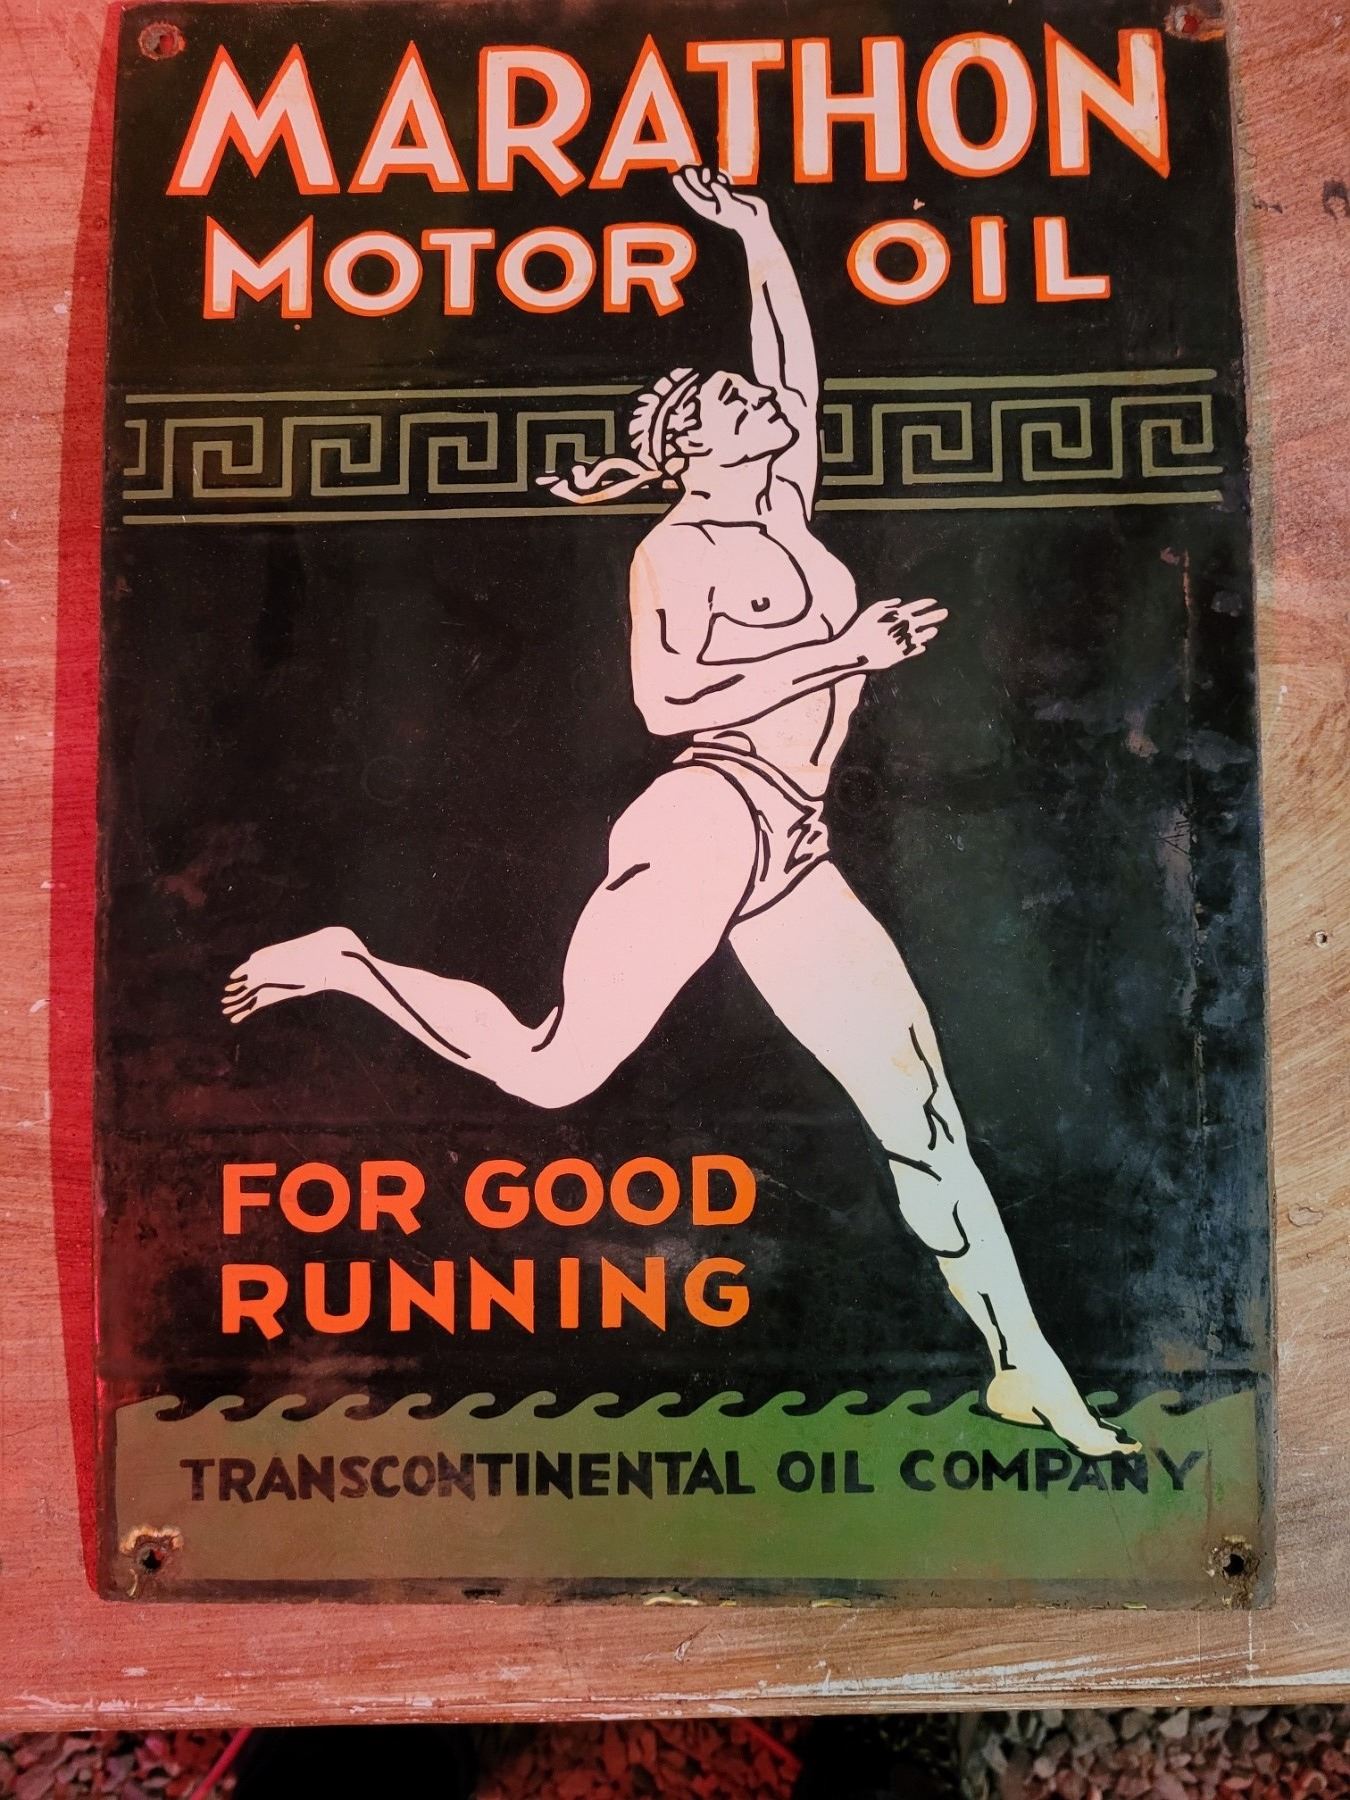 MARATHON
MOTOR OIL
FOR GOOD
RUNNING
TRANSCONTINENTAL OIL COMPANY